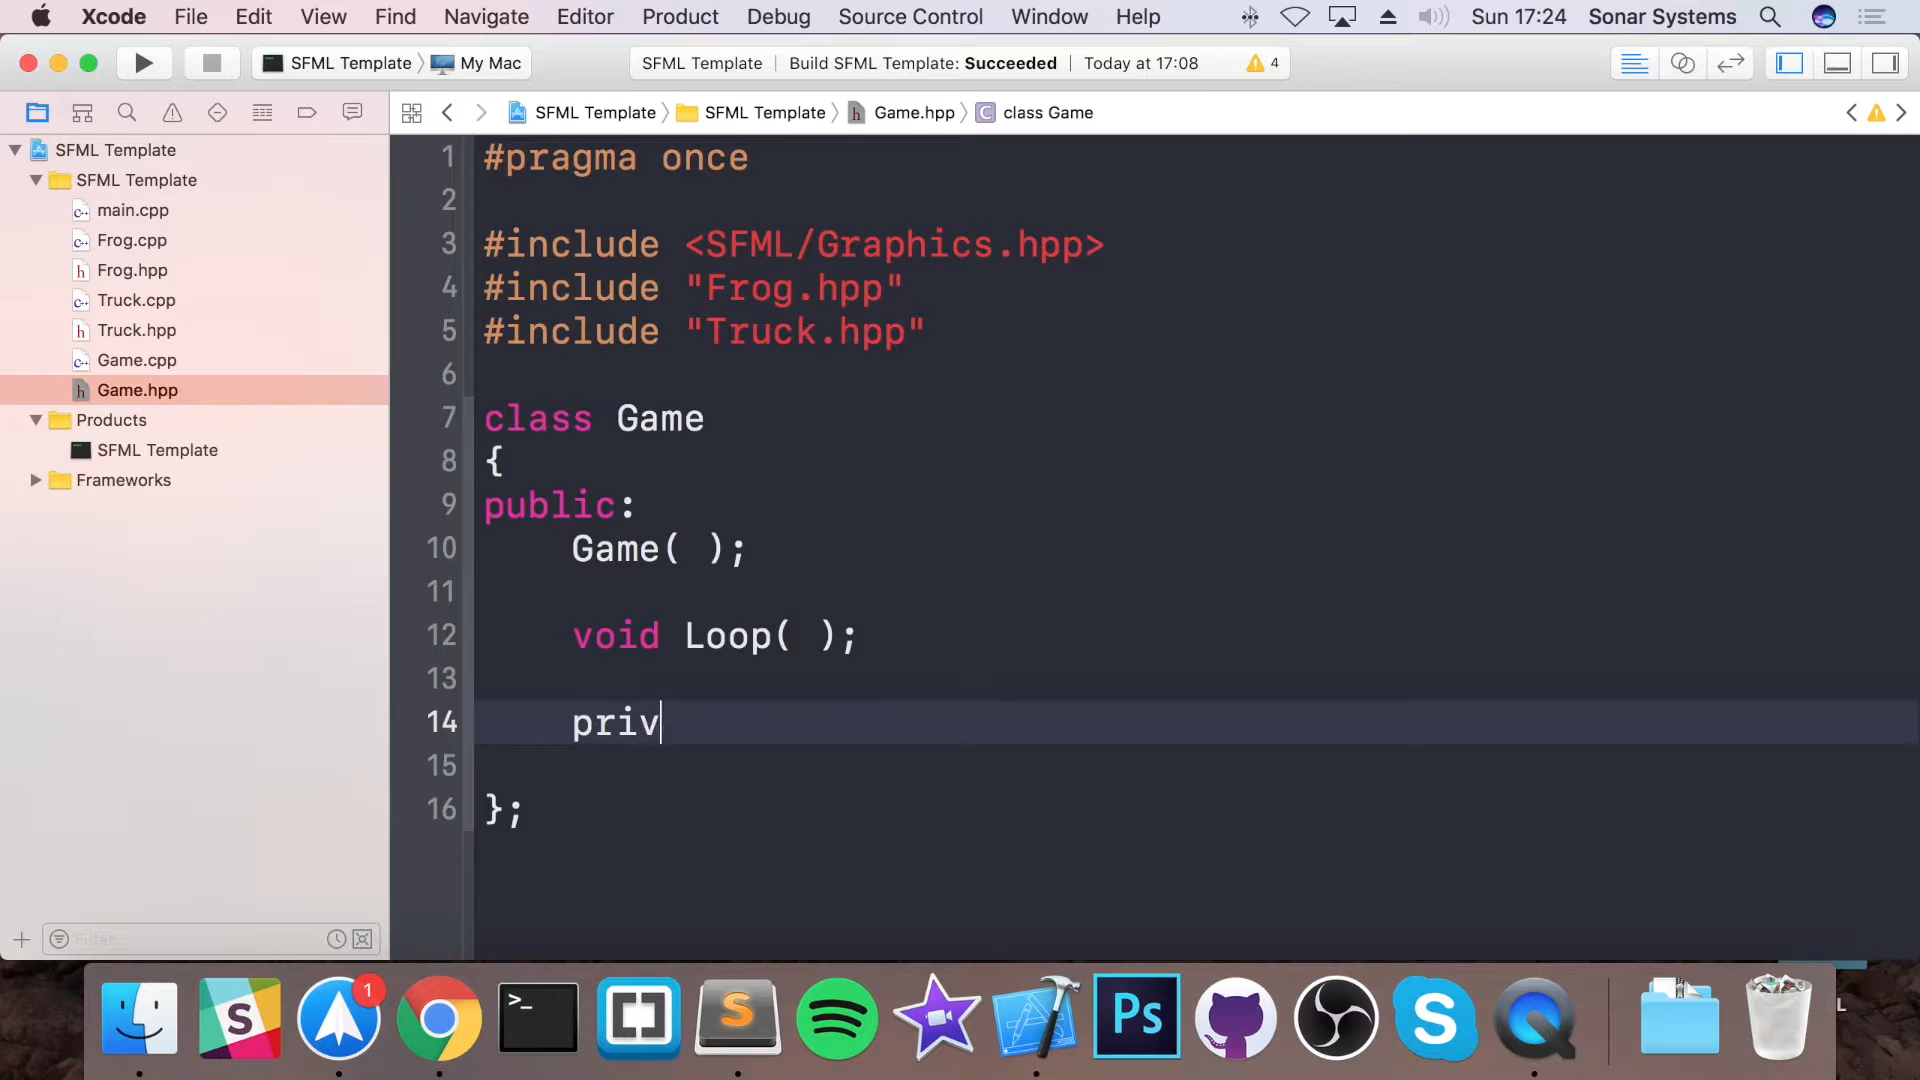 Xcode File Edit View Find Navigate Editor Product Debug Source Control Window Help Sun 17:24 Sonar Systems
SFML Template My Mac SFML Template Build SFML Template: Succeeded Today at 17:08 4
SFML Template SFML Template Game.hpp C class Game
SFML Template
SFML Template
main.cpp
Frog.cpp
Frog.hpp
Truck.cpp
Truck.hpp
Game.cpp
Game.hpp
Products
SFML Template
Frameworks
Filter
1 #pragma once
2
3 #include <SFML/Graphics.hpp>
4 #include "Frog.hpp"
5 #include "Truck.hpp"
6
7 class Game
8 {
9 public:
10 Game( );
11
12 void Loop( );
13
14 priv
15
16 };
S 1 >_ S Ps S L